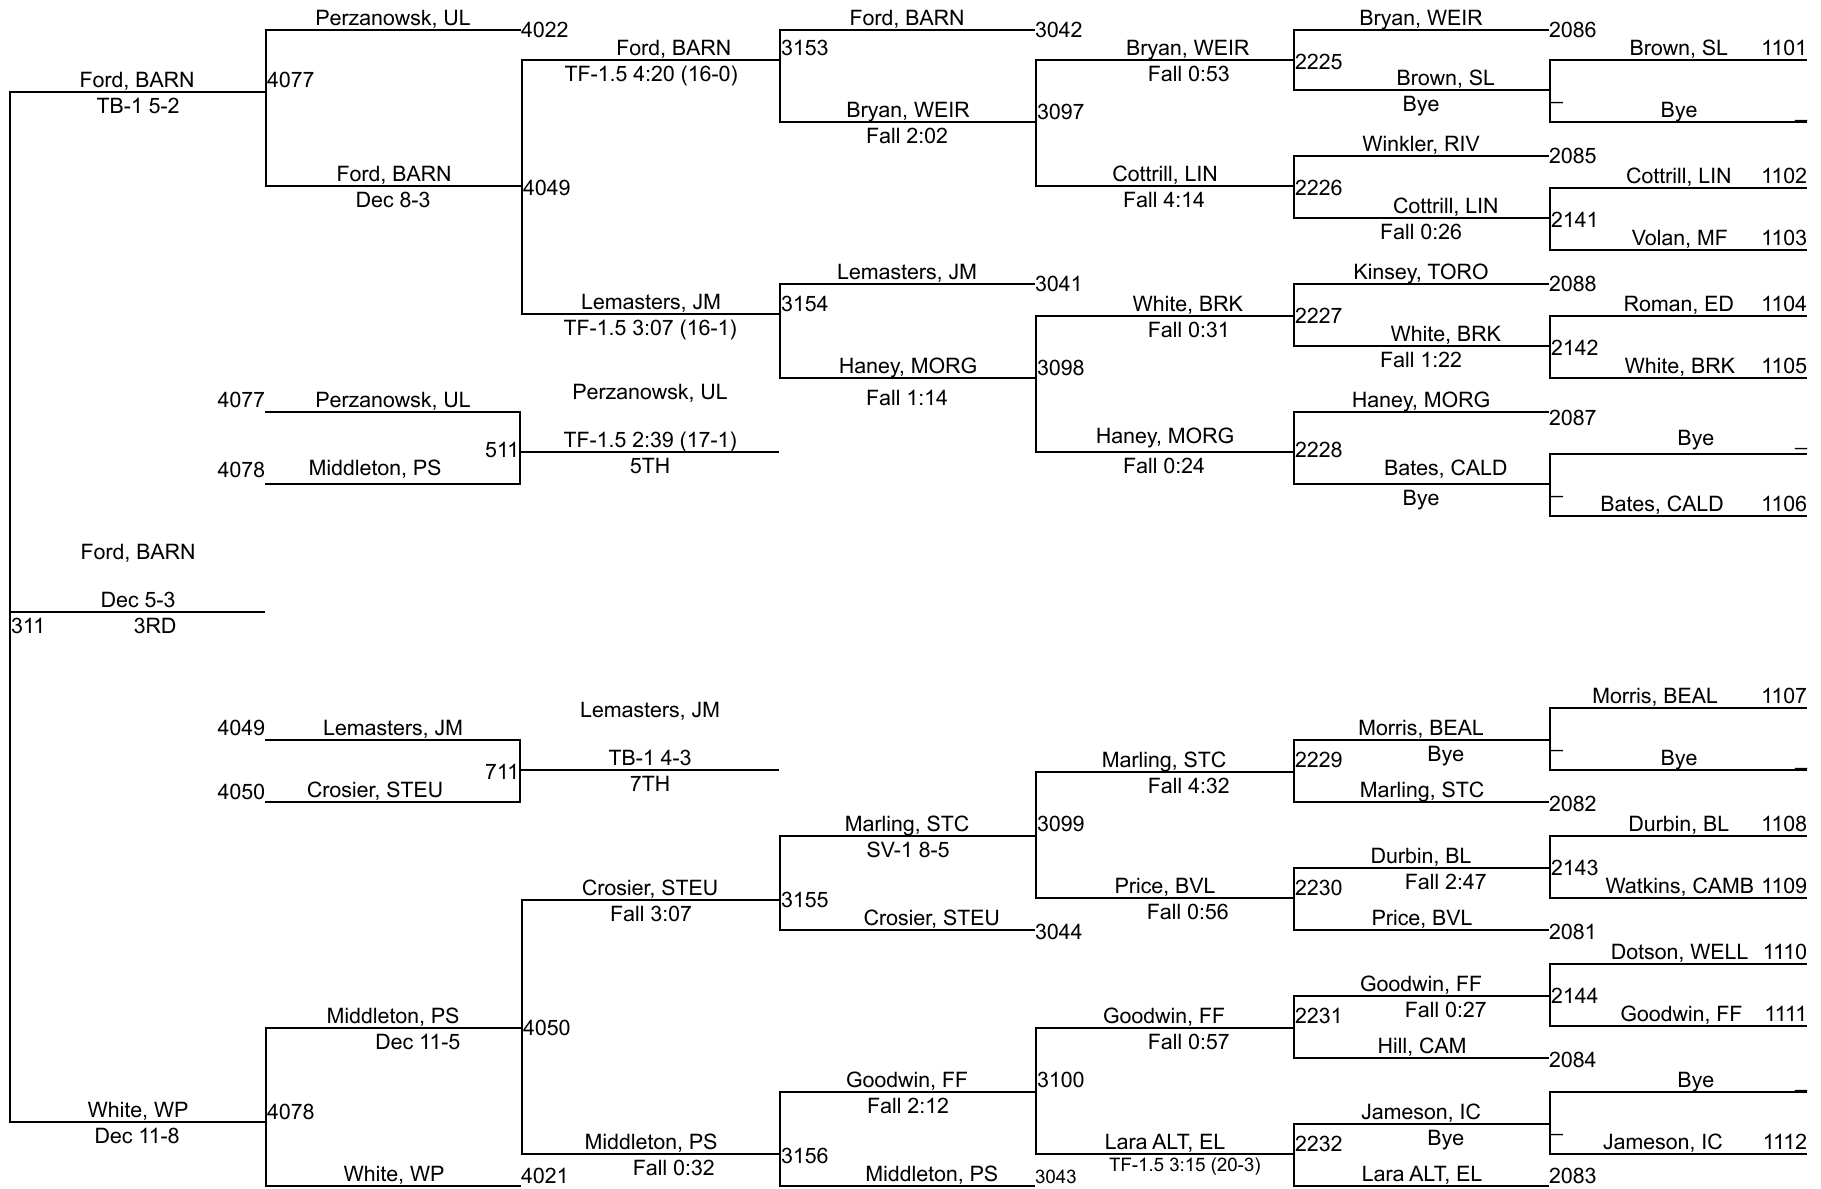 Perzanowsk, UL
4022
Ford, BARN
3042
Bryan, WEIR
2086
Brown, SL 1101
Ford, BARN
TF-1.5 4:20 (16-0)
3153
Bryan, WEIR
Fall 0:53
2225
Brown, SL
Bye
_
Bye _
Ford, BARN
TB-1 5-2
4077
Bryan, WEIR
Fall 2:02
3097
Winkler, RIV
2085
Cottrill, LIN 1102
Ford, BARN
Dec 8-3
4049
Cottrill, LIN
Fall 4:14
2226
Cottrill, LIN
Fall 0:26
2141
Volan, MF 1103
Lemasters, JM
3041
Kinsey, TORO
2088
Roman, ED 1104
Lemasters, JM
TF-1.5 3:07 (16-1)
3154
White, BRK
Fall 0:31
2227
White, BRK
Fall 1:22
2142
White, BRK 1105
Haney, MORG
Fall 1:14
3098
Haney, MORG
2087
Bye _
4077 Perzanowsk, UL
Perzanowsk, UL
511
TF-1.5 2:39 (17-1)
5TH
4078 Middleton, PS
Haney, MORG
Fall 0:24
2228
Bates, CALD
Bye
_
Bates, CALD 1106
Ford, BARN
Dec 5-3
311 3RD
Morris, BEAL 1107
4049 Lemasters, JM
Lemasters, JM
711
TB-1 4-3
7TH
4050 Crosier, STEU
Morris, BEAL
Bye
_
Bye _
Marling, STC
Fall 4:32
2229
Marling, STC
2082
Marling, STC
SV-1 8-5
3099
Durbin, BL 1108
Durbin, BL
Fall 2:47
2143
Watkins, CAMB 1109
Crosier, STEU
Fall 3:07
3155
Price, BVL
Fall 0:56
2230
Price, BVL
2081
Crosier, STEU
3044
Dotson, WELL 1110
Goodwin, FF
Fall 0:27
2144
Goodwin, FF 1111
Middleton, PS
Dec 11-5
4050
Goodwin, FF
Fall 0:57
2231
Hill, CAM
2084
Goodwin, FF
Fall 2:12
3100
Bye _
White, WP
Dec 11-8
4078
Jameson, IC
Bye
_
Jameson, IC 1112
Middleton, PS
Fall 0:32
3156
Lara ALT, EL
TF-1.5 3:15 (20-3)
2232
White, WP
4021
Middleton, PS
3043
Lara ALT, EL
2083